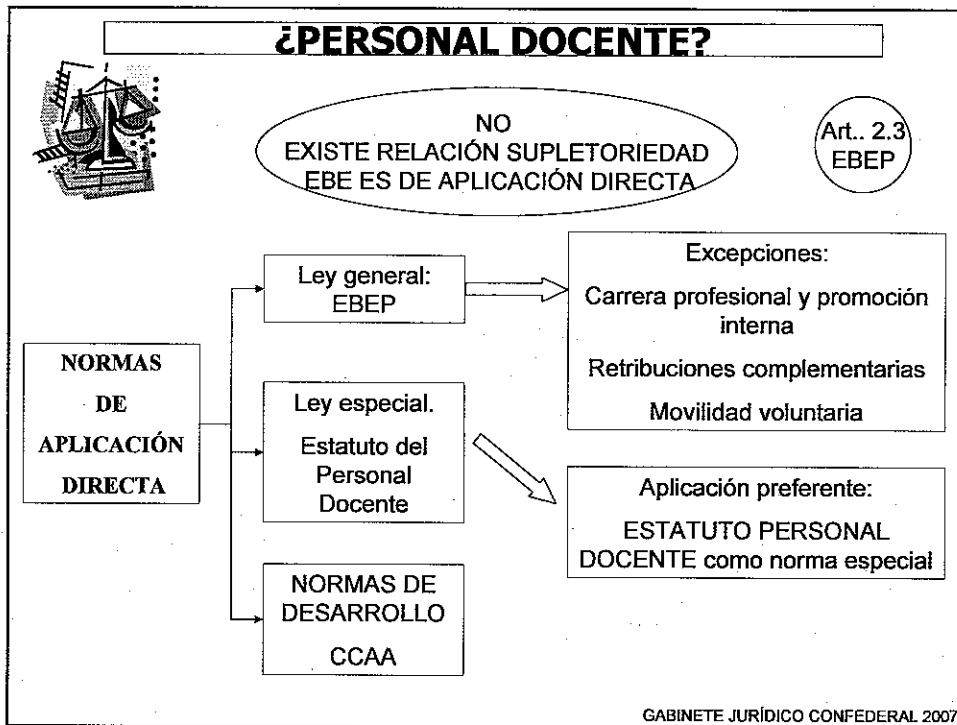 ¿PERSONAL DOCENTE?
NO
EXISTE RELACIÓN SUPLETORIEDAD
EBE ES DE APLICACIÓN DIRECTA
Art.. 2.3
EBEP
NORMAS
DE
APLICACIÓN
DIRECTA
Ley general:
EBEP
Excepciones:
Carrera profesional y promoción
interna
Retribuciones complementarias
Movilidad voluntaria
Ley especial.
Estatuto del
Personal
Docente
Aplicación preferente:
ESTATUTO PERSONAL
DOCENTE como norma especial
NORMAS DE
DESARROLLO
CCAA
GABINETE JURÍDICO CONFEDERAL 2007